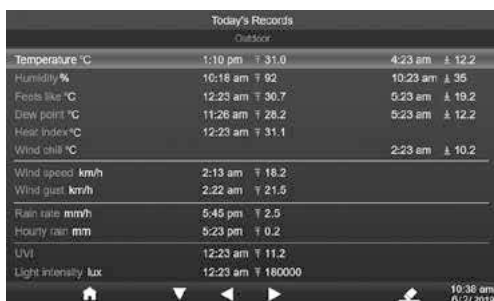 Today's Records
Outdoor
Temperature °C 1:10 pm 31.0 4:23 am 12.2
Humidity % 10:18 am 92 10:23 am 35
Feels like °C 12:23 am 30.7 5:23 am 19.2
Dew point °C 11:26 am 28.2 5:23 am 12.2
Heat index °C 12:23 am 31.1
Wind chill °C 2:23 am 10.2
Wind speed km/h 2:13 am 18.2
Wind gust km/h 2:22 am 21.5
Rain rate mm/h 5:45 pm 2.5
Hourly rain mm 5:23 pm 0.2
UVI 12:23 am 11.2
Light intensity lux 12:23 am 180000
10:38 am